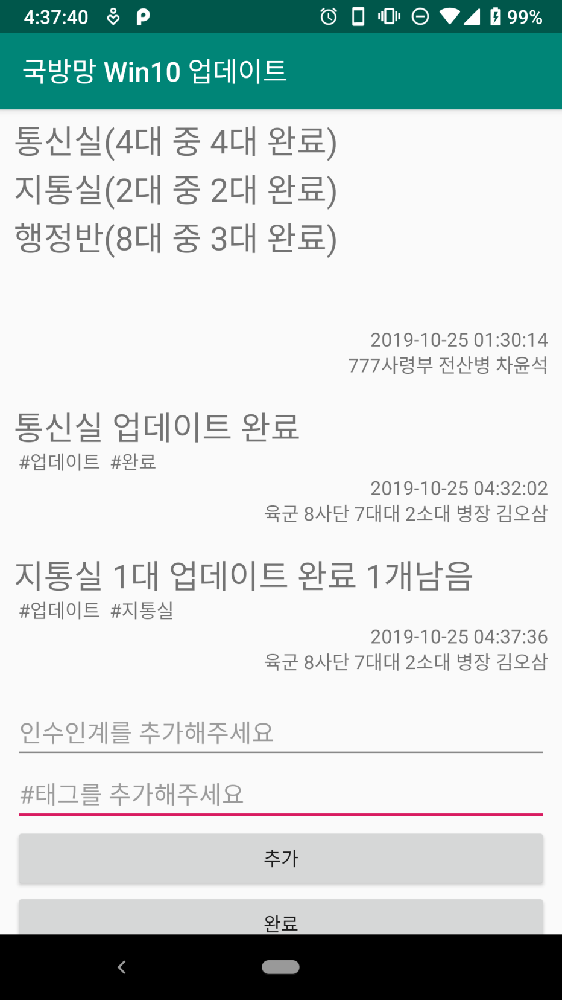 4:37:40 99%
국방망 Win10 업데이트
통신실(4대 중 4대 완료)
지통실(2대 중 2대 완료)
행정반(8대 중 3대 완료)
2019-10-25 01:30:14
777사령부 전산병 차윤석
통신실 업데이트 완료
#업데이트 #완료
2019-10-25 04:32:02
육군 8사단 7대대 2소대 병장 김오삼
지통실 1대 업데이트 완료 1개남음
#업데이트 #지통실
2019-10-25 04:37:36
육군 8사단 7대대 2소대 병장 김오삼
인수인계를 추가해주세요
#태그를 추가해주세요
추가
완료